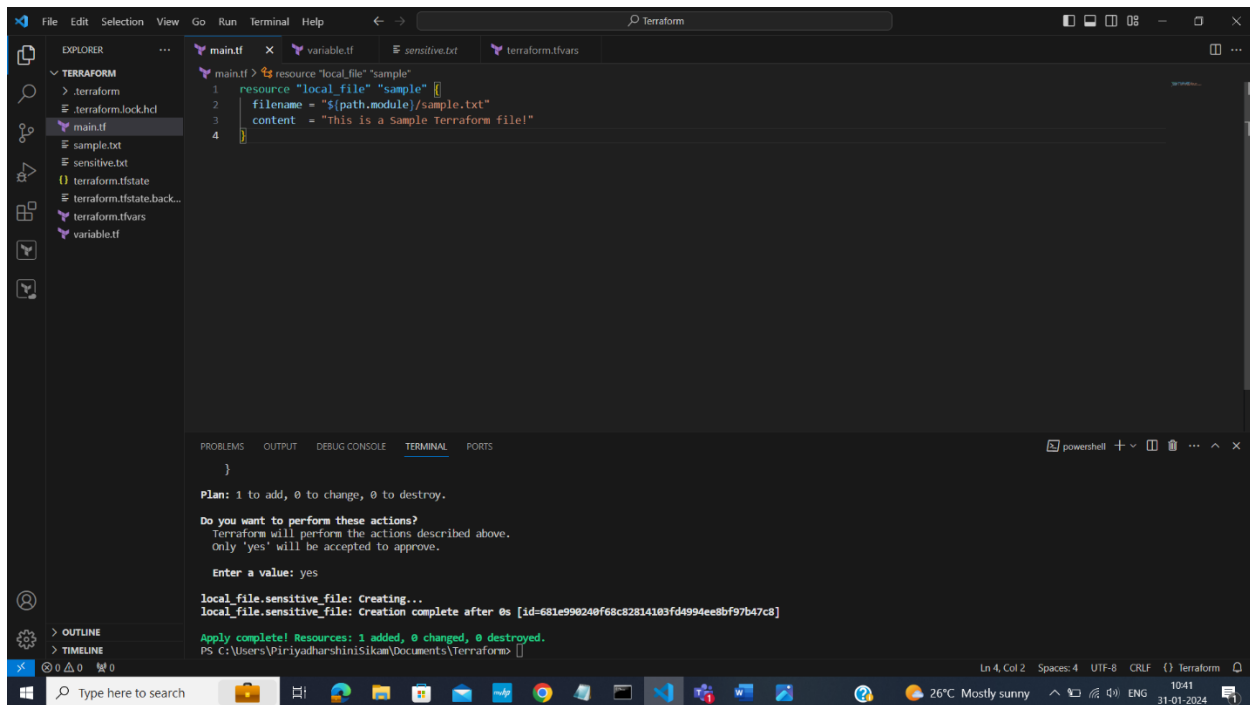 File Edit Selection View Go Run Terminal Help
Terraform
EXPLORER
TERRAFORM
.terraform
.terraform.lock.hcl
main.tf
sample.txt
sensitive.txt
terraform.tfstate
terraform.tfstate.back...
terraform.tfvars
variable.tf
OUTLINE
TIMELINE
main.tf variable.tf sensitive.txt terraform.tfvars
main.tf > resource "local_file" "sample"
1 resource "local_file" "sample" {
2 filename = "${path.module}/sample.txt"
3 content = "This is a Sample Terraform file!"
4 }
PROBLEMS OUTPUT DEBUG CONSOLE TERMINAL PORTS
powershell
}
Plan: 1 to add, 0 to change, 0 to destroy.
Do you want to perform these actions?
Terraform will perform the actions described above.
Only 'yes' will be accepted to approve.
Enter a value: yes
local_file.sensitive_file: Creating...
local_file.sensitive_file: Creation complete after 0s [id=681e990240f68c82814103fd4994ee8bf97b47c8]
Apply complete! Resources: 1 added, 0 changed, 0 destroyed.
PS C:\Users\PiriyadharshiniSikam\Documents\Terraform>
0 0 0 Ln 4, Col 2 Spaces: 4 UTF-8 CRLF {} Terraform
Type here to search
26°C Mostly sunny ENG
10:41
31-01-2024
1